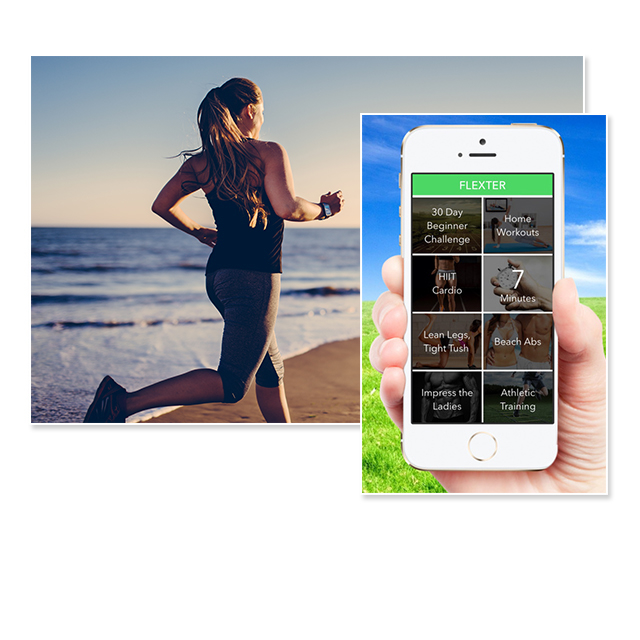 FLEXTER
30 Day
Beginner
Challenge
Home
Workouts
HIIT
Cardio
7
Minutes
Lean Legs,
Tight Tush
Beach Abs
Impress the
Ladies
Athletic
Training